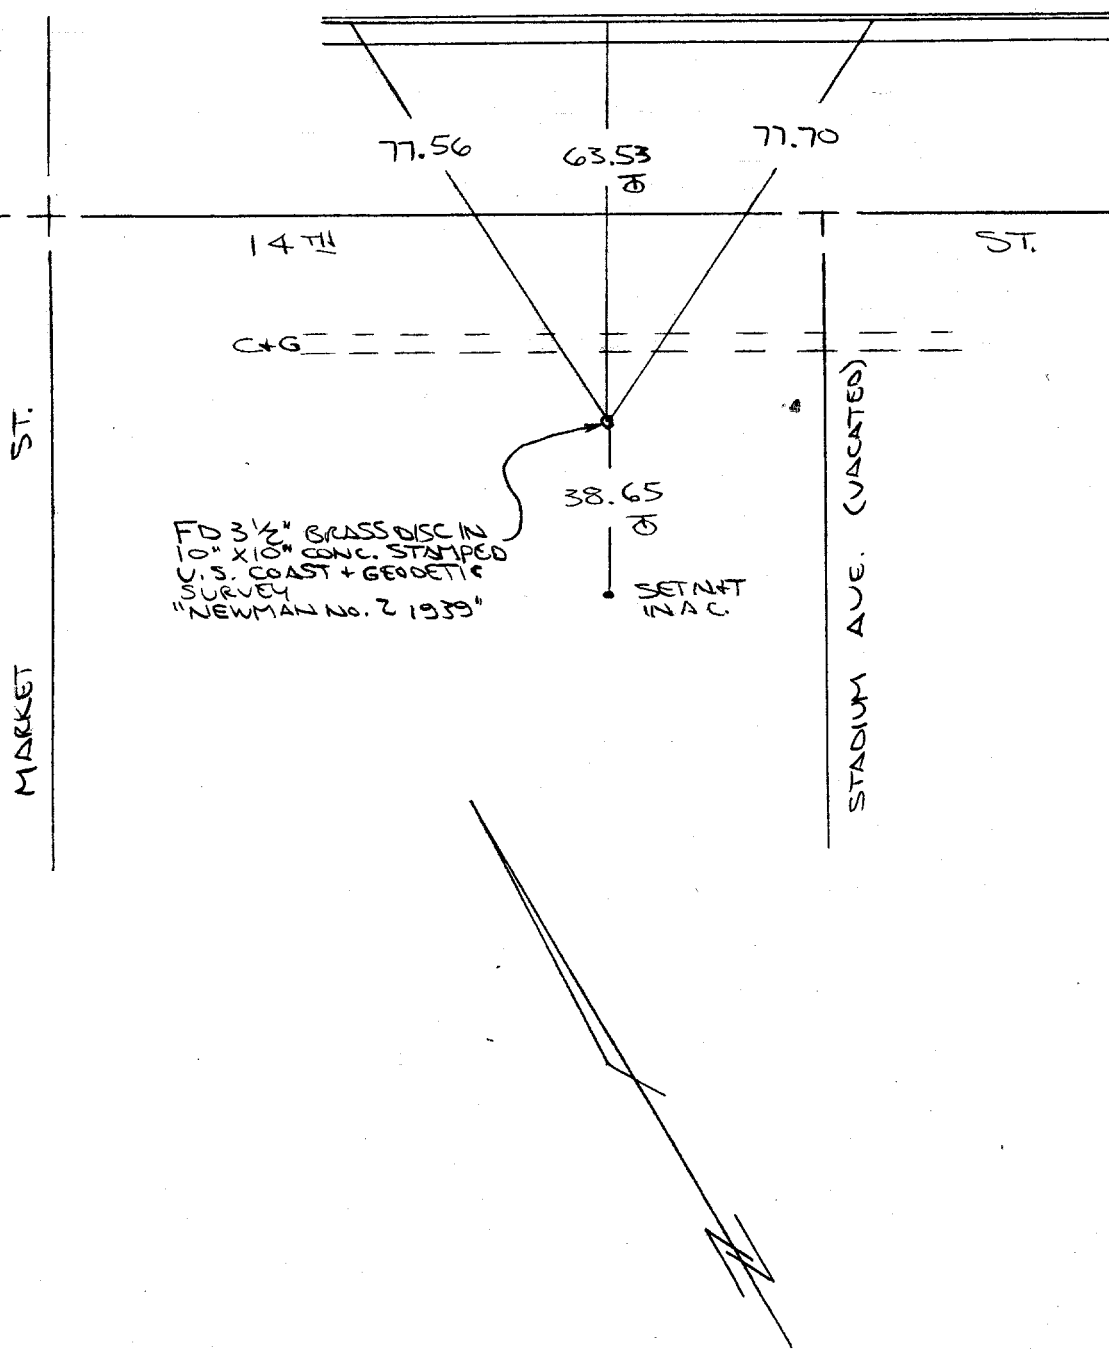 77.56
63.53
77.70
14TH
ST.
C+G
ST.
MARKET
38.65
FD 3½" BRASS DISC IN
10" X 10" CONC. STAMPED
U.S. COAST + GEODETIC
SURVEY
"NEWMAN NO. 2 1939"
SET N+T
IN A.C.
STADIUM AVE. (VACATED)
N